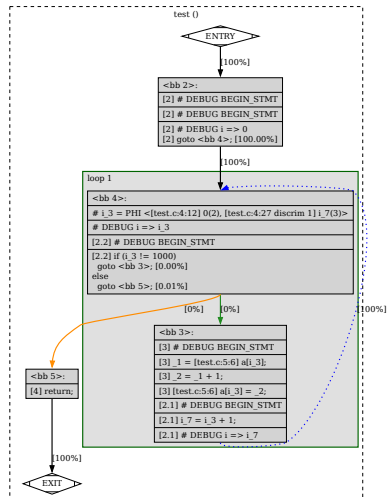 test ()
ENTRY
[100%]
<bb 2>:
[2] # DEBUG BEGIN_STMT
[2] # DEBUG BEGIN_STMT
[2] # DEBUG i => 0
[2] goto <bb 4>; [100.00%]
[100%]
loop 1
<bb 4>:
# i_3 = PHI <[test.c:4:12] 0(2), [test.c:4:27 discrim 1] i_7(3)>
# DEBUG i => i_3
[2.2] # DEBUG BEGIN_STMT
[2.2] if (i_3 != 1000)
goto <bb 3>; [0.00%]
else
goto <bb 5>; [0.01%]
[0%]
[0%]
[100%]
<bb 3>:
[3] # DEBUG BEGIN_STMT
[3] _1 = [test.c:5:6] a[i_3];
[3] _2 = _1 + 1;
[3] [test.c:5:6] a[i_3] = _2;
[2.1] # DEBUG BEGIN_STMT
[2.1] i_7 = i_3 + 1;
[2.1] # DEBUG i => i_7
<bb 5>:
[4] return;
[100%]
EXIT